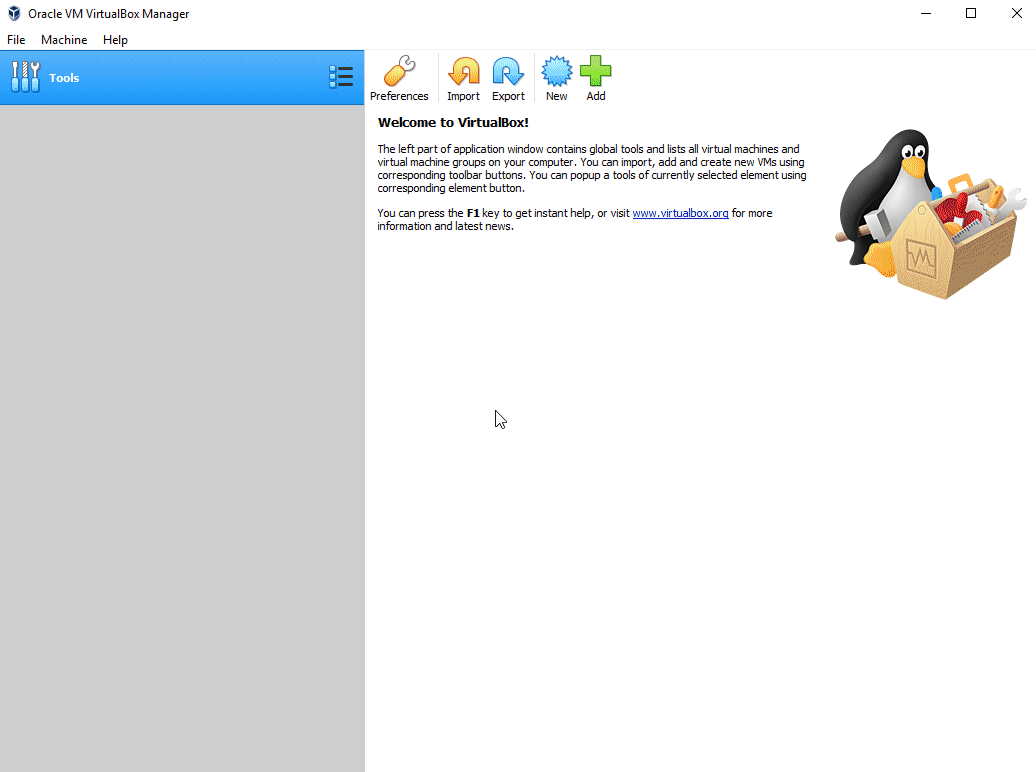 Oracle VM VirtualBox Manager
File Machine Help
Tools
Preferences Import Export New Add
Welcome to VirtualBox!
The left part of application window contains global tools and lists all virtual machines and
virtual machine groups on your computer. You can import, add and create new VMs using
corresponding toolbar buttons. You can popup a tools of currently selected element using
corresponding element button.
You can press the F1 key to get instant help, or visit www.virtualbox.org for more
information and latest news.